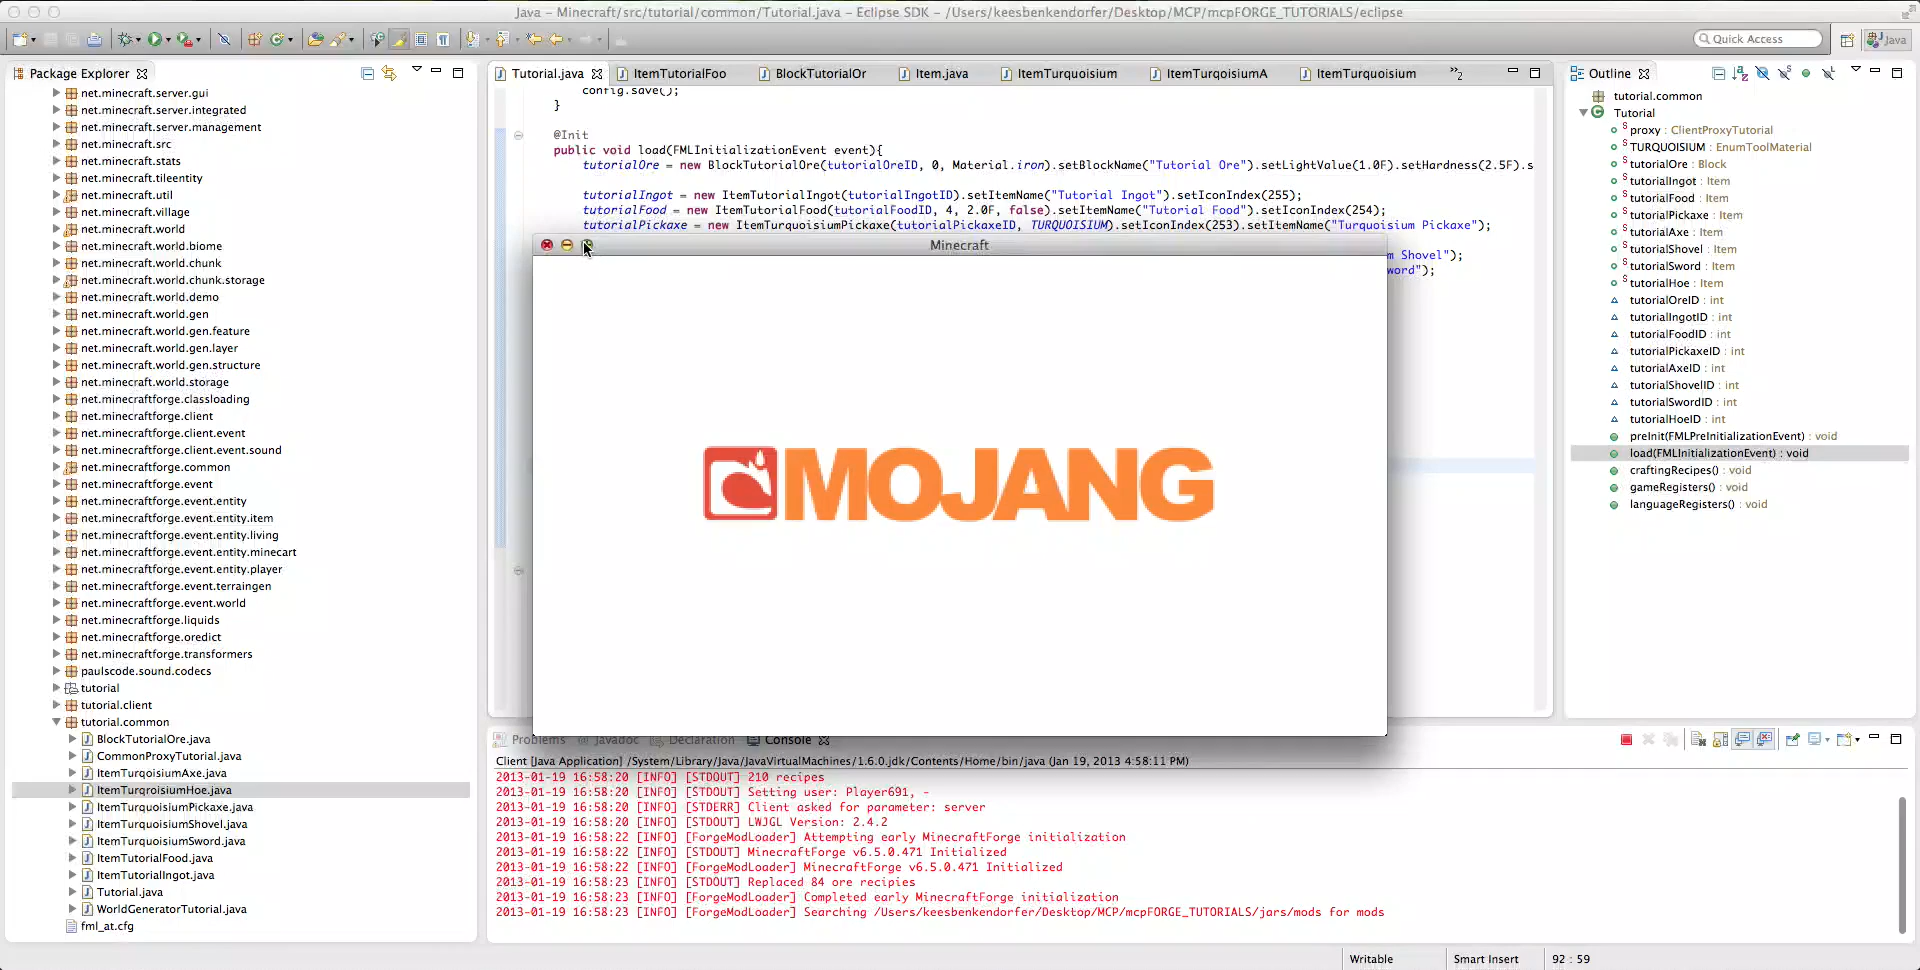 Java – Minecraft/src/tutorial/common/Tutorial.java – Eclipse SDK – /Users/keesbenkendorfer/Desktop/MCP/mcpFORGE_TUTORIALS/eclipse
Quick Access
Java
Package Explorer
net.minecraft.server.gui
net.minecraft.server.integrated
net.minecraft.server.management
net.minecraft.src
net.minecraft.stats
net.minecraft.tileentity
net.minecraft.util
net.minecraft.village
net.minecraft.world
net.minecraft.world.biome
net.minecraft.world.chunk
net.minecraft.world.chunk.storage
net.minecraft.world.demo
net.minecraft.world.gen
net.minecraft.world.gen.feature
net.minecraft.world.gen.layer
net.minecraft.world.gen.structure
net.minecraft.world.storage
net.minecraftforge.classloading
net.minecraftforge.client
net.minecraftforge.client.event
net.minecraftforge.client.event.sound
net.minecraftforge.common
net.minecraftforge.event
net.minecraftforge.event.entity
net.minecraftforge.event.entity.item
net.minecraftforge.event.entity.living
net.minecraftforge.event.entity.minecart
net.minecraftforge.event.entity.player
net.minecraftforge.event.terraingen
net.minecraftforge.event.world
net.minecraftforge.liquids
net.minecraftforge.oredict
net.minecraftforge.transformers
paulscode.sound.codecs
tutorial
tutorial.client
tutorial.common
BlockTutorialOre.java
CommonProxyTutorial.java
ItemTurqoisiumAxe.java
ItemTurqroisiumHoe.java
ItemTurquoisiumPickaxe.java
ItemTurquoisiumShovel.java
ItemTurquoisiumSword.java
ItemTutorialFood.java
ItemTutorialIngot.java
Tutorial.java
WorldGeneratorTutorial.java
fml_at.cfg
Tutorial.java ItemTutorialFoo BlockTutorialOr Item.java ItemTurquoisium ItemTurqoisiumA ItemTurquoisium »2
config.save();
}
@Init
public void load(FMLInitializationEvent event){
tutorialOre = new BlockTutorialOre(tutorialOreID, 0, Material.iron).setBlockName("Tutorial Ore").setLightValue(1.0F).setHardness(2.5F).s
tutorialIngot = new ItemTutorialIngot(tutorialIngotID).setItemName("Tutorial Ingot").setIconIndex(255);
tutorialFood = new ItemTutorialFood(tutorialFoodID, 4, 2.0F, false).setItemName("Tutorial Food").setIconIndex(254);
tutorialPickaxe = new ItemTurquoisiumPickaxe(tutorialPickaxeID, TURQUOISIUM).setIconIndex(253).setItemName("Turquoisium Pickaxe");
m Shovel");
word");
Minecraft
MOJANG
Outline
tutorial.common
Tutorial
proxy : ClientProxyTutorial
TURQUOISIUM : EnumToolMaterial
tutorialOre : Block
tutorialIngot : Item
tutorialFood : Item
tutorialPickaxe : Item
tutorialAxe : Item
tutorialShovel : Item
tutorialSword : Item
tutorialHoe : Item
tutorialOreID : int
tutorialIngotID : int
tutorialFoodID : int
tutorialPickaxeID : int
tutorialAxeID : int
tutorialShovelID : int
tutorialSwordID : int
tutorialHoeID : int
preInit(FMLPreInitializationEvent) : void
load(FMLInitializationEvent) : void
craftingRecipes() : void
gameRegisters() : void
languageRegisters() : void
Problems Javadoc Declaration Console
Client [Java Application] /System/Library/Java/JavaVirtualMachines/1.6.0.jdk/Contents/Home/bin/java (Jan 19, 2013 4:58:11 PM)
2013-01-19 16:58:20 [INFO] [STDOUT] 210 recipes
2013-01-19 16:58:20 [INFO] [STDOUT] Setting user: Player691, -
2013-01-19 16:58:20 [INFO] [STDERR] Client asked for parameter: server
2013-01-19 16:58:20 [INFO] [STDOUT] LWJGL Version: 2.4.2
2013-01-19 16:58:22 [INFO] [ForgeModLoader] Attempting early MinecraftForge initialization
2013-01-19 16:58:22 [INFO] [STDOUT] MinecraftForge v6.5.0.471 Initialized
2013-01-19 16:58:22 [INFO] [ForgeModLoader] MinecraftForge v6.5.0.471 Initialized
2013-01-19 16:58:23 [INFO] [STDOUT] Replaced 84 ore recipies
2013-01-19 16:58:23 [INFO] [ForgeModLoader] Completed early MinecraftForge initialization
2013-01-19 16:58:23 [INFO] [ForgeModLoader] Searching /Users/keesbenkendorfer/Desktop/MCP/mcpFORGE_TUTORIALS/jars/mods for mods
Writable Smart Insert 92 : 59